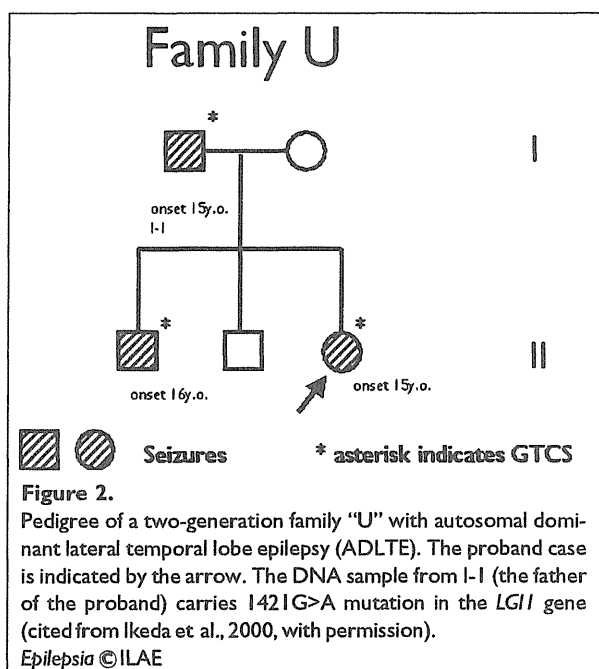 Family U
*
I
onset 15y.o.
I-1
*
*
II
onset 16y.o.
onset 15y.o.
Seizures
* asterisk indicates GTCS
Figure 2.
Pedigree of a two-generation family “U” with autosomal domi-
nant lateral temporal lobe epilepsy (ADLTE). The proband case
is indicated by the arrow. The DNA sample from I-1 (the father
of the proband) carries 1421G>A mutation in the LGI1 gene
(cited from Ikeda et al., 2000, with permission).
Epilepsia © ILAE